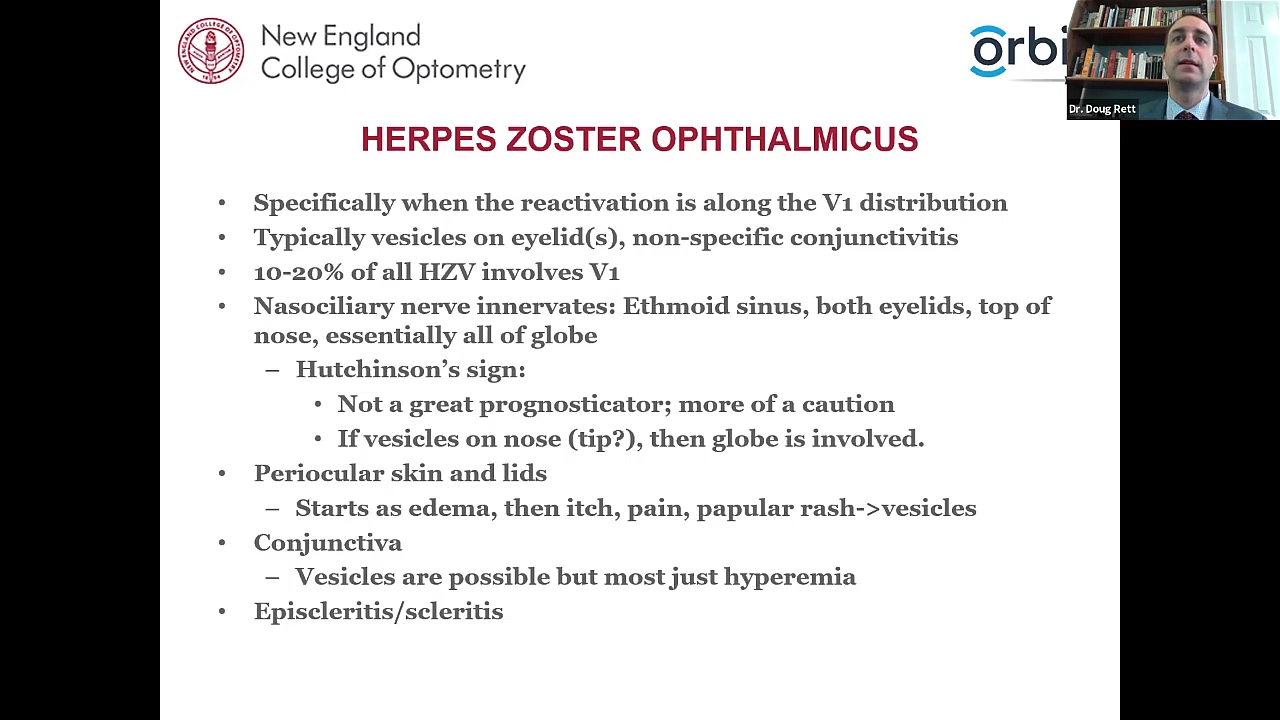 New England
College of Optometry
orbi
Dr. Doug Rett
HERPES ZOSTER OPHTHALMICUS
• Specifically when the reactivation is along the V1 distribution
• Typically vesicles on eyelid(s), non-specific conjunctivitis
• 10-20% of all HZV involves V1
• Nasociliary nerve innervates: Ethmoid sinus, both eyelids, top of
nose, essentially all of globe
– Hutchinson's sign:
• Not a great prognosticator; more of a caution
• If vesicles on nose (tip?), then globe is involved.
• Periocular skin and lids
– Starts as edema, then itch, pain, papular rash->vesicles
• Conjunctiva
– Vesicles are possible but most just hyperemia
• Episcleritis/scleritis